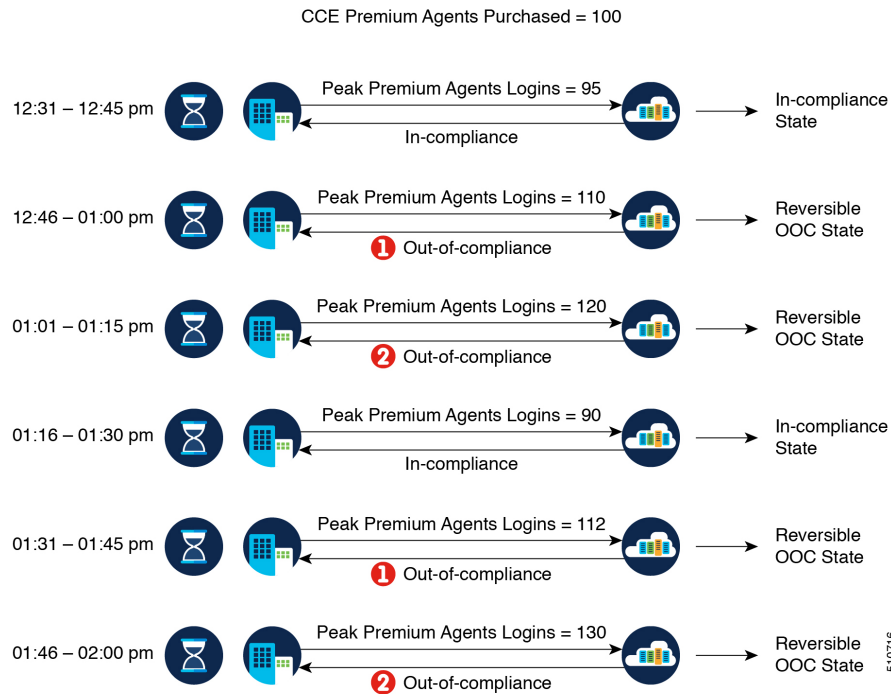 CCE Premium Agents Purchased = 100
12:31 – 12:45 pm
Peak Premium Agents Logins = 95
In-compliance
In-compliance
State
12:46 – 01:00 pm
Peak Premium Agents Logins = 110
1 Out-of-compliance
Reversible
OOC State
01:01 – 01:15 pm
Peak Premium Agents Logins = 120
2 Out-of-compliance
Reversible
OOC State
01:16 – 01:30 pm
Peak Premium Agents Logins = 90
In-compliance
In-compliance
State
01:31 – 01:45 pm
Peak Premium Agents Logins = 112
1 Out-of-compliance
Reversible
OOC State
01:46 – 02:00 pm
Peak Premium Agents Logins = 130
2 Out-of-compliance
Reversible
OOC State
510716